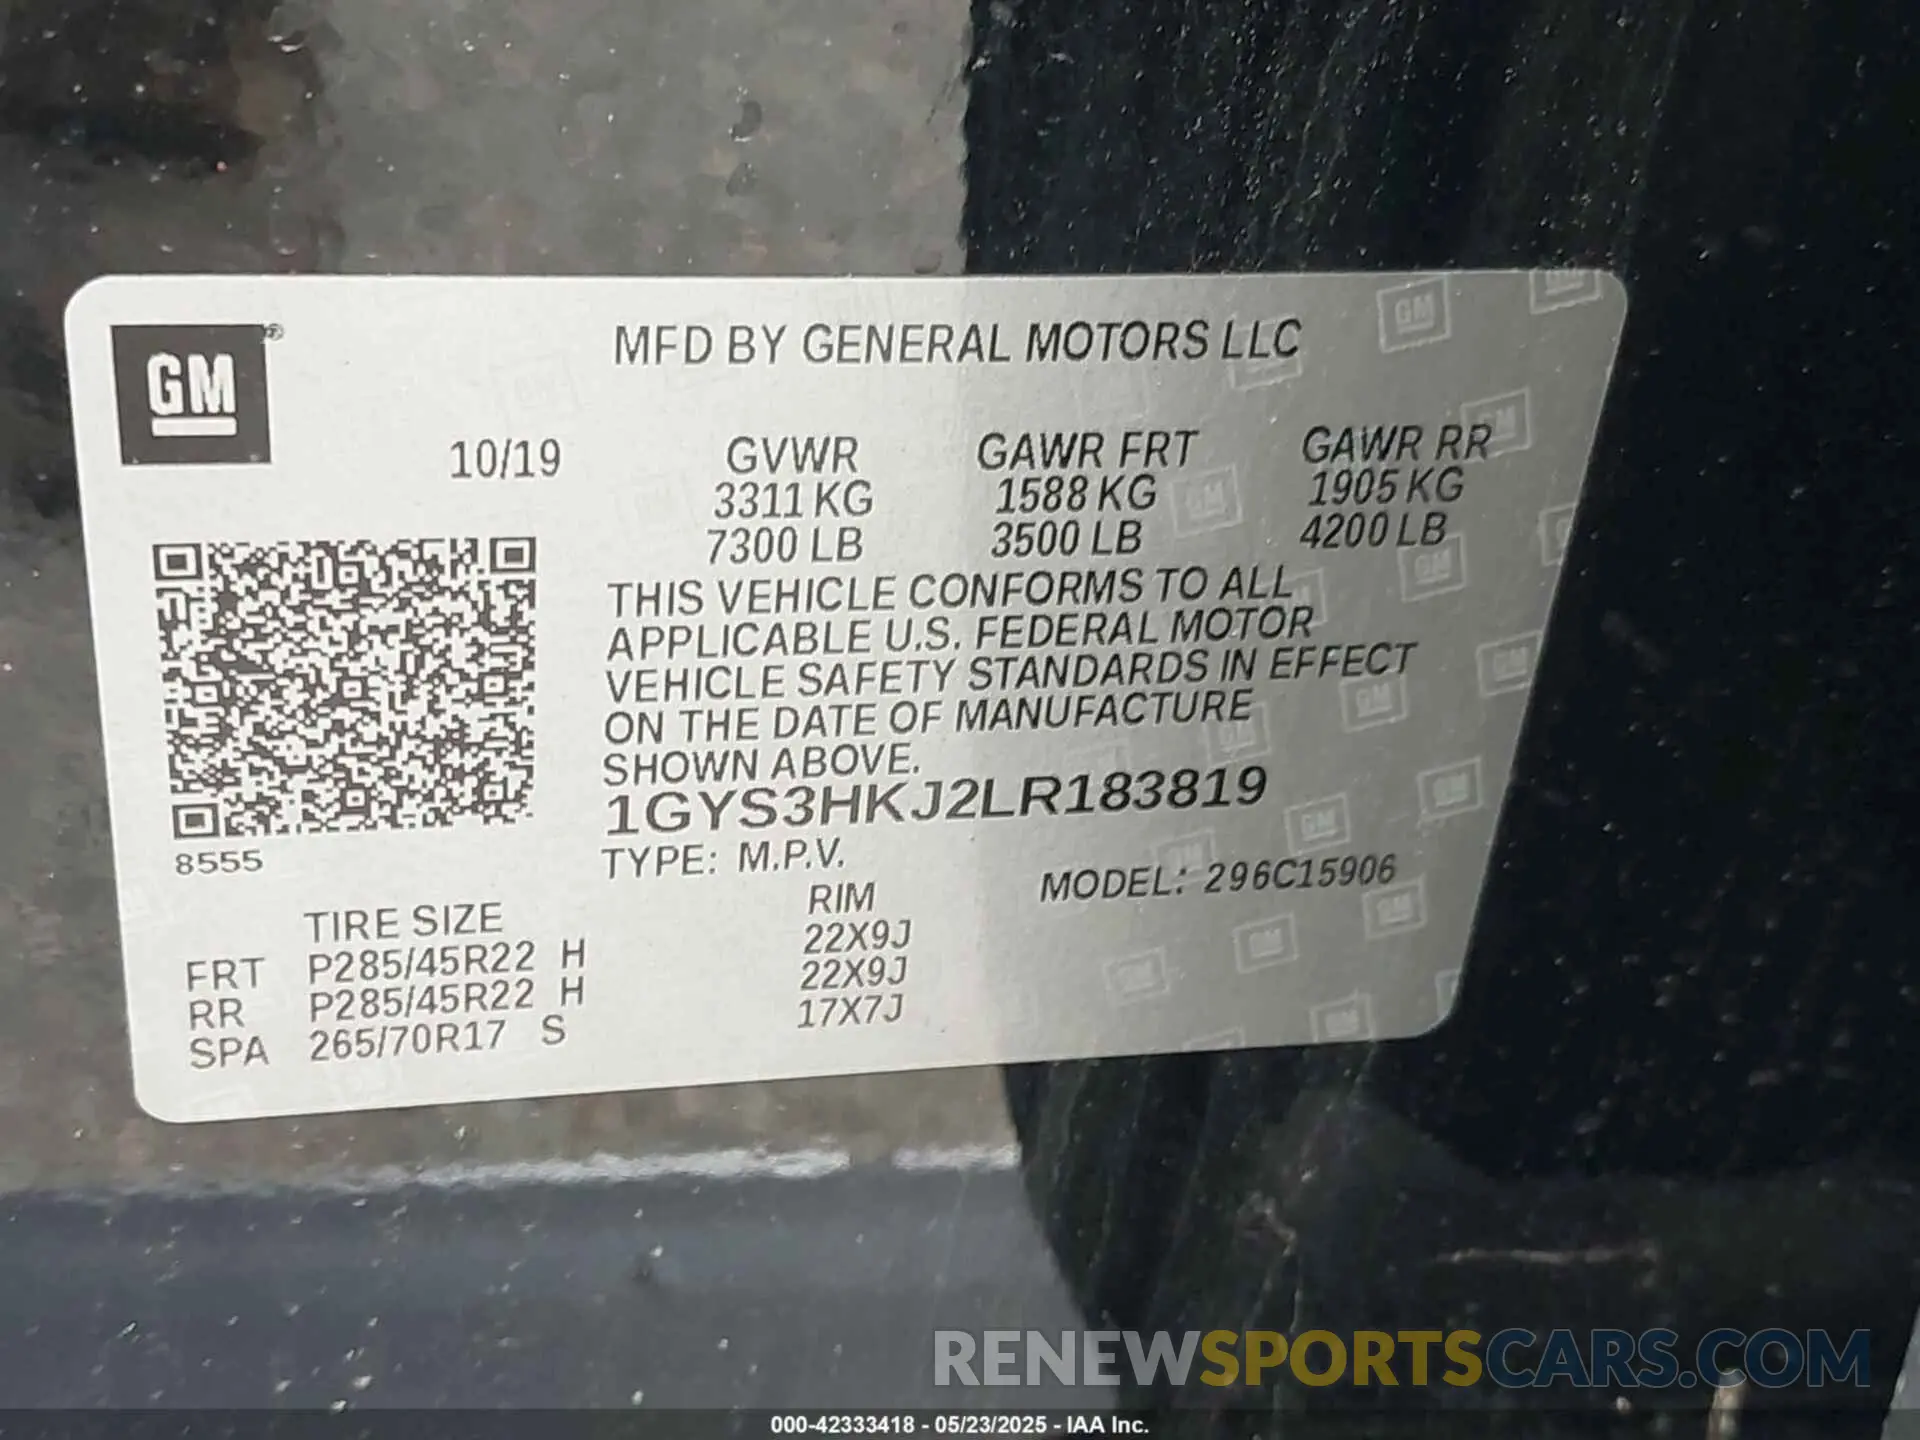 GM ®
MFD BY GENERAL MOTORS LLC
10/19 GVWR GAWR FRT GAWR RR
3311 KG 1588 KG 1905 KG
7300 LB 3500 LB 4200 LB
THIS VEHICLE CONFORMS TO ALL
APPLICABLE U.S. FEDERAL MOTOR
VEHICLE SAFETY STANDARDS IN EFFECT
ON THE DATE OF MANUFACTURE
SHOWN ABOVE.
1GYS3HKJ2LR183819
8555
TYPE: M.P.V. MODEL: 296C15906
TIRE SIZE RIM
FRT P285/45R22 H 22X9J
RR P285/45R22 H 22X9J
SPA 265/70R17 S 17X7J
RENEWSPORTSCARS.COM
000-42333418 - 05/23/2025 - IAA Inc.